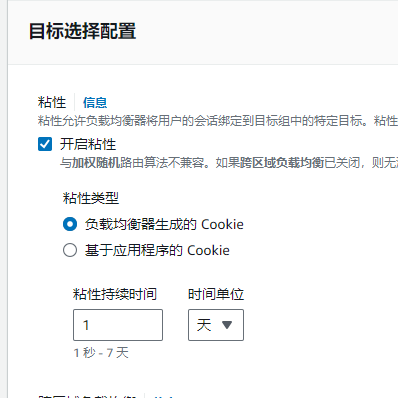 目标选择配置
粘性 信息
粘性允许负载均衡器将用户的会话绑定到目标组中的特定目标。粘性
开启粘性
与加权随机路由算法不兼容。如果跨区域负载均衡已关闭，则无
粘性类型
负载均衡器生成的 Cookie
基于应用程序的 Cookie
粘性持续时间 时间单位
1 天
1 秒 - 7 天